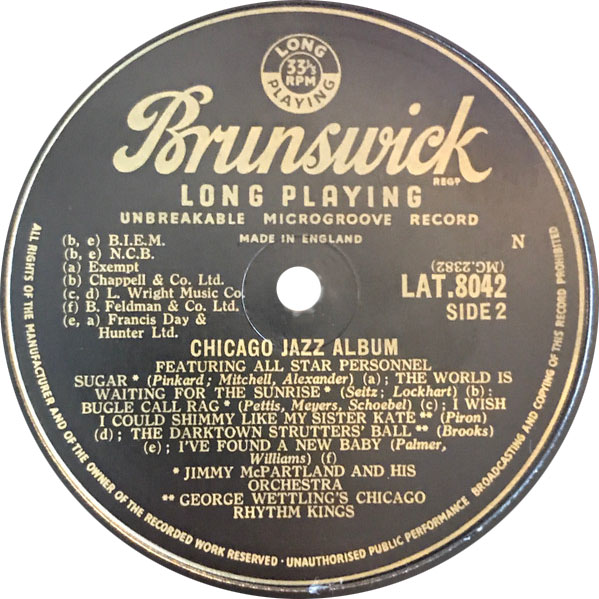 LONG
33⅓
RPM
PLAYING
Brunswick
REGD
LONG PLAYING
UNBREAKABLE MICROGROOVE RECORD
MADE IN ENGLAND
(b, e) B.I.E.M.
(b, e) N.C.B.
(a) Exempt
(b) Chappell & Co. Ltd.
(c, d) L. Wright Music Co.
(f) B. Feldman & Co. Ltd.
(e, a) Francis Day &
Hunter Ltd.
N
(MG.2382)
LAT.8042
SIDE 2
CHICAGO JAZZ ALBUM
FEATURING ALL STAR PERSONNEL
SUGAR * (Pinkard ; Mitchell, Alexander) (a) ; THE WORLD IS
WAITING FOR THE SUNRISE * (Seitz ; Lockhart) (b) ;
BUGLE CALL RAG * (Pettis, Meyers, Schoebel) (c) ; I WISH
I COULD SHIMMY LIKE MY SISTER KATE ** (Piron)
(d) ; THE DARKTOWN STRUTTERS' BALL ** (Brooks)
(e) ; I'VE FOUND A NEW BABY (Palmer,
Williams) (f)
* JIMMY McPARTLAND AND HIS
ORCHESTRA
** GEORGE WETTLING'S CHICAGO
RHYTHM KINGS
ALL RIGHTS OF THE MANUFACTURER AND OF THE OWNER OF THE RECORDED WORK RESERVED · UNAUTHORISED PUBLIC PERFORMANCE BROADCASTING AND COPYING OF THIS RECORD PROHIBITED